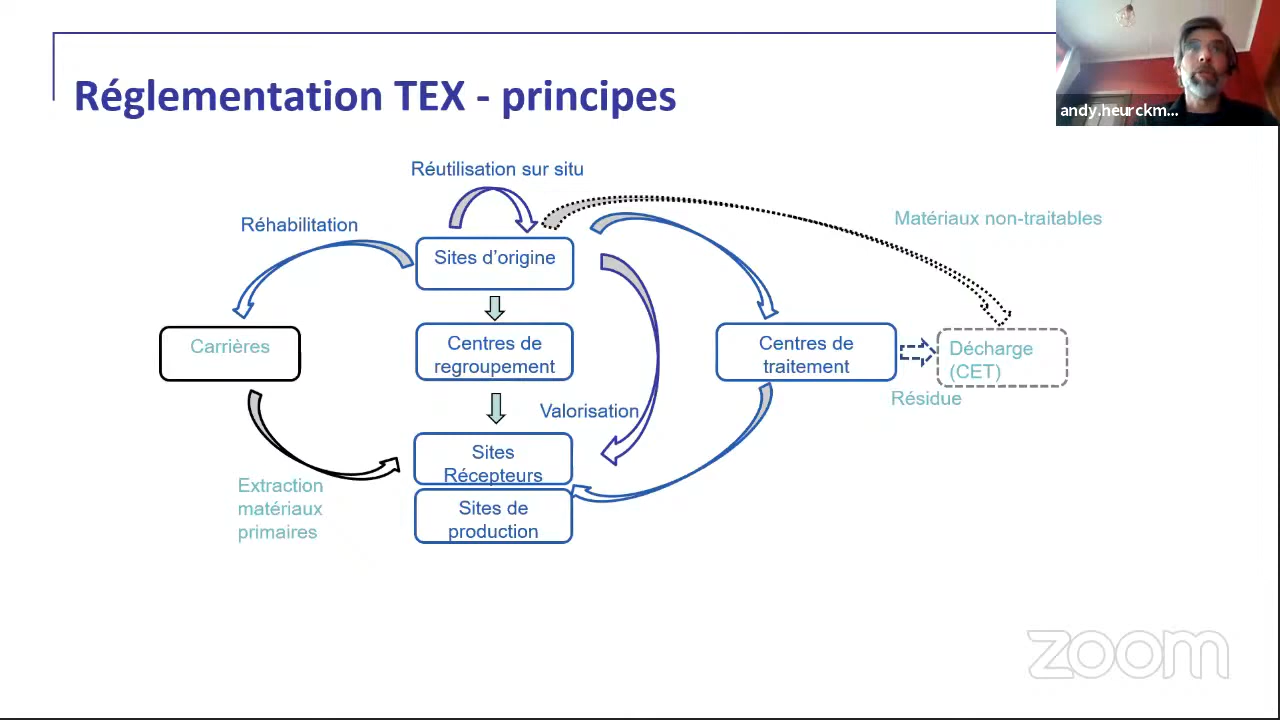 Réglementation TEX - principes
andy.heurckm...
Réutilisation sur situ
Réhabilitation
Matériaux non-traitables
Sites d'origine
Carrières
Centres de
regroupement
Centres de
traitement
Décharge
(CET)
Résidue
Valorisation
Sites
Récepteurs
Extraction
matériaux
primaires
Sites de
production
zoom